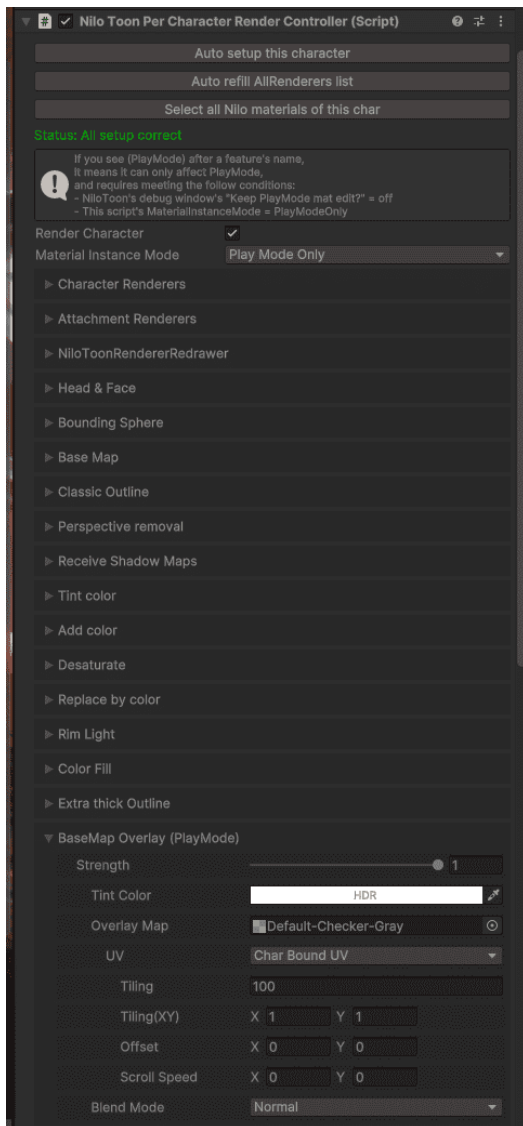 Nilo Toon Per Character Render Controller (Script)
Auto setup this character
Auto refill AllRenderers list
Select all Nilo materials of this char
Status: All setup correct
If you see (PlayMode) after a feature's name,
It means it can only affect PlayMode,
and requires meeting the follow conditions:
- NiloToon's debug window's "Keep PlayMode mat edit?" = off
- This script's MaterialInstanceMode = PlayModeOnly
Render Character
Material Instance Mode Play Mode Only
Character Renderers
Attachment Renderers
NiloToonRendererRedrawer
Head & Face
Bounding Sphere
Base Map
Classic Outline
Perspective removal
Receive Shadow Maps
Tint color
Add color
Desaturate
Replace by color
Rim Light
Color Fill
Extra thick Outline
BaseMap Overlay (PlayMode)
Strength 1
Tint Color HDR
Overlay Map Default-Checker-Gray
UV Char Bound UV
Tiling 100
Tiling(XY) X 1 Y 1
Offset X 0 Y 0
Scroll Speed X 0 Y 0
Blend Mode Normal